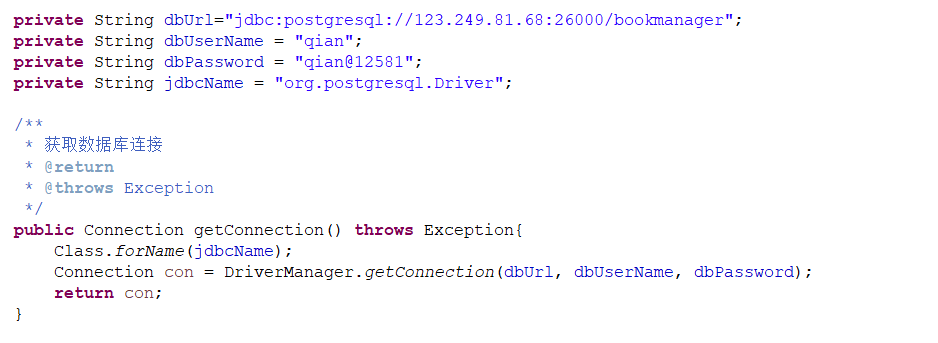 private String dbUrl="jdbc:postgresql://123.249.81.68:26000/bookmanager";
private String dbUserName = "qian";
private String dbPassword = "qian@12581";
private String jdbcName = "org.postgresql.Driver";
/**
 * 获取数据库连接
 * @return
 * @throws Exception
 */
public Connection getConnection() throws Exception{
    Class.forName(jdbcName);
    Connection con = DriverManager.getConnection(dbUrl, dbUserName, dbPassword);
    return con;
}